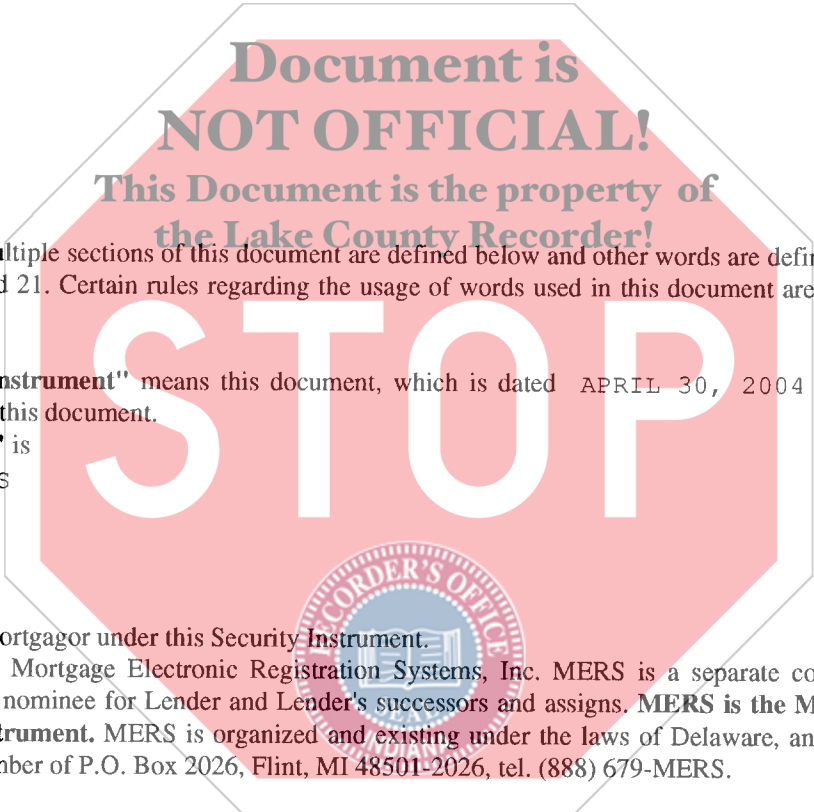 Document is
NOT OFFICIAL!
This Document is the property of
the Lake County Recorder!
ltiple sections of this document are defined below and other words are defi
d 21. Certain rules regarding the usage of words used in this document are
nstrument" means this document, which is dated APRIL 30, 2004
this document.
" is
S
STOP
RECORDER'S OFFICE
LAKE
INDIANA
ortgagor under this Security Instrument.
Mortgage Electronic Registration Systems, Inc. MERS is a separate co
nominee for Lender and Lender's successors and assigns. MERS is the M
trument. MERS is organized and existing under the laws of Delaware, an
nber of P.O. Box 2026, Flint, MI 48501-2026, tel. (888) 679-MERS.